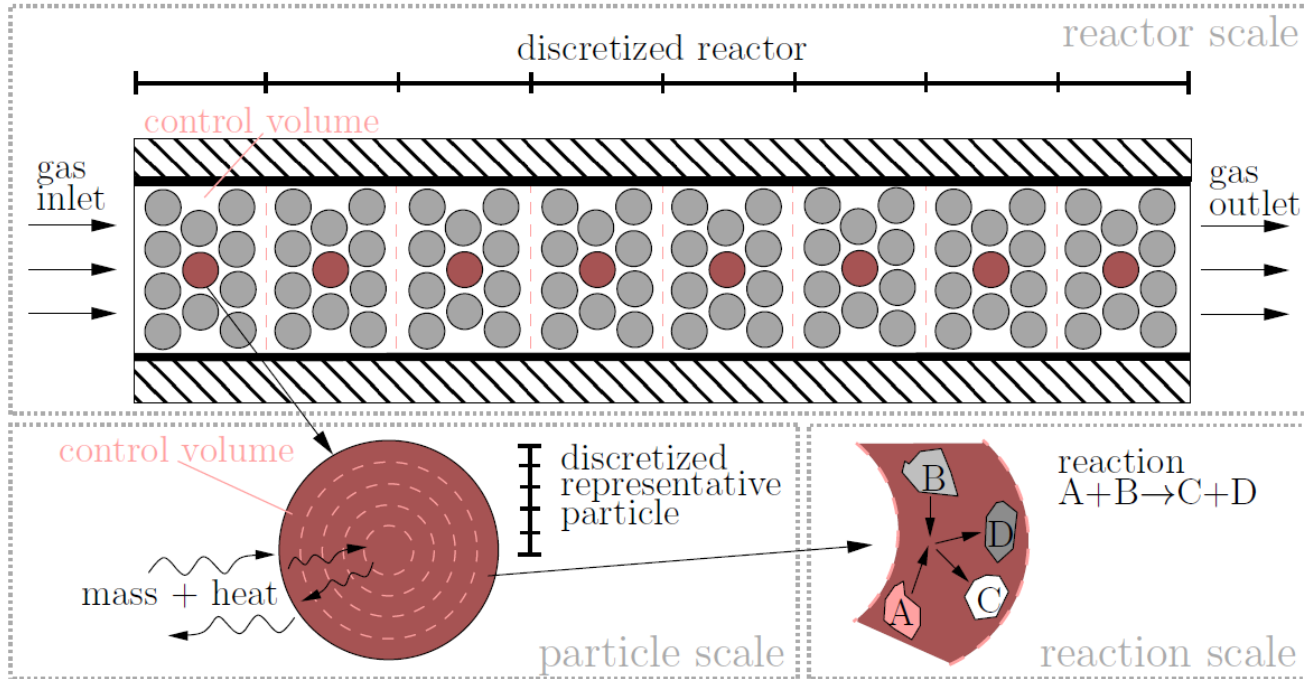 reactor scale
discretized reactor
control volume
gas
inlet
gas
outlet
control volume
discretized
representative
particle
mass + heat
particle scale
B
D
A
C
reaction
A+B→C+D
reaction scale